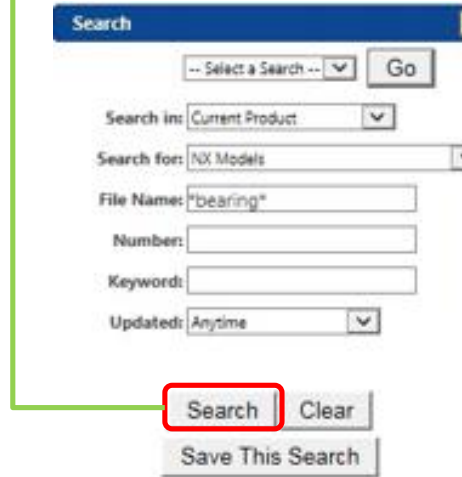 Search
-- Select a Search -- Go
Search in: Current Product
Search for: NX Models
File Name: *bearing*
Number:
Keyword:
Updated: Anytime
Search Clear
Save This Search